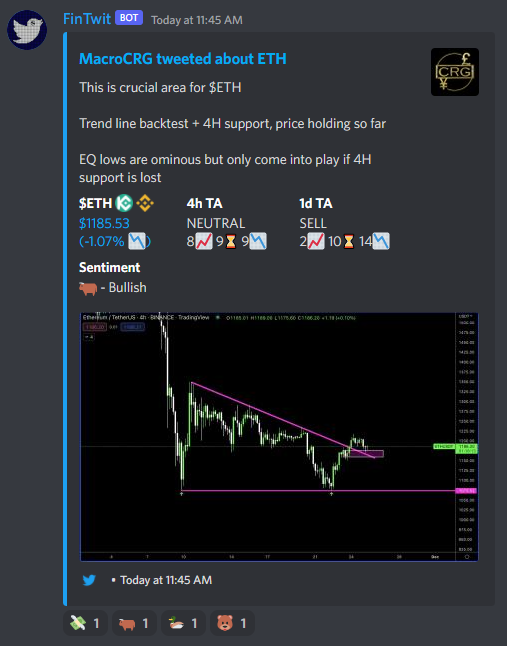 FinTwit BOT Today at 11:45 AM
MacroCRG tweeted about ETH
£
CRG
¥
This is crucial area for $ETH
Trend line backtest + 4H support, price holding so far
EQ lows are ominous but only come into play if 4H
support is lost
$ETH 4h TA 1d TA
$1185.53 NEUTRAL SELL
(-1.07% 📉) 8📈 9⏳ 9📉 2📈 10⏳ 14📉
Sentiment
🐂 - Bullish
Ethereum / TetherUS · 4h · BINANCE · TradingView
• Today at 11:45 AM
💸 1 🐂 1 🦆 1 🐻 1